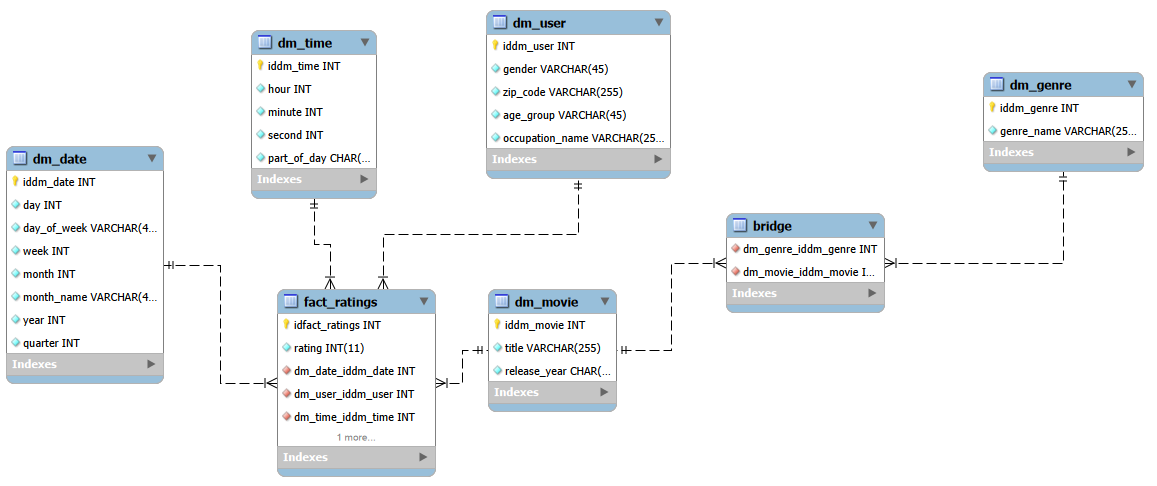 dm_date
iddm_date INT
day INT
day_of_week VARCHAR(4...
week INT
month INT
month_name VARCHAR(4...
year INT
quarter INT
Indexes
dm_time
iddm_time INT
hour INT
minute INT
second INT
part_of_day CHAR(...
Indexes
dm_user
iddm_user INT
gender VARCHAR(45)
zip_code VARCHAR(255)
age_group VARCHAR(45)
occupation_name VARCHAR(25...
Indexes
dm_genre
iddm_genre INT
genre_name VARCHAR(25...
Indexes
bridge
dm_genre_iddm_genre INT
dm_movie_iddm_movie I...
Indexes
fact_ratings
idfact_ratings INT
rating INT(11)
dm_date_iddm_date INT
dm_user_iddm_user INT
dm_time_iddm_time INT
1 more...
Indexes
dm_movie
iddm_movie INT
title VARCHAR(255)
release_year CHAR(...
Indexes